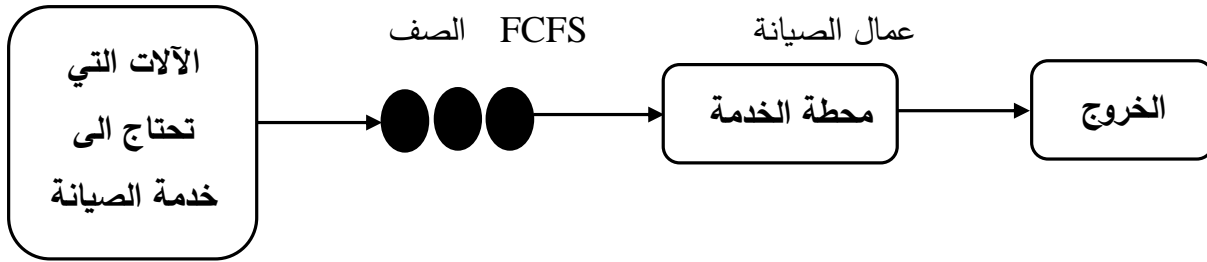 الآلات التي
تحتاج الى
خدمة الصيانة
الصف FCFS
عمال الصيانة
محطة الخدمة
الخروج